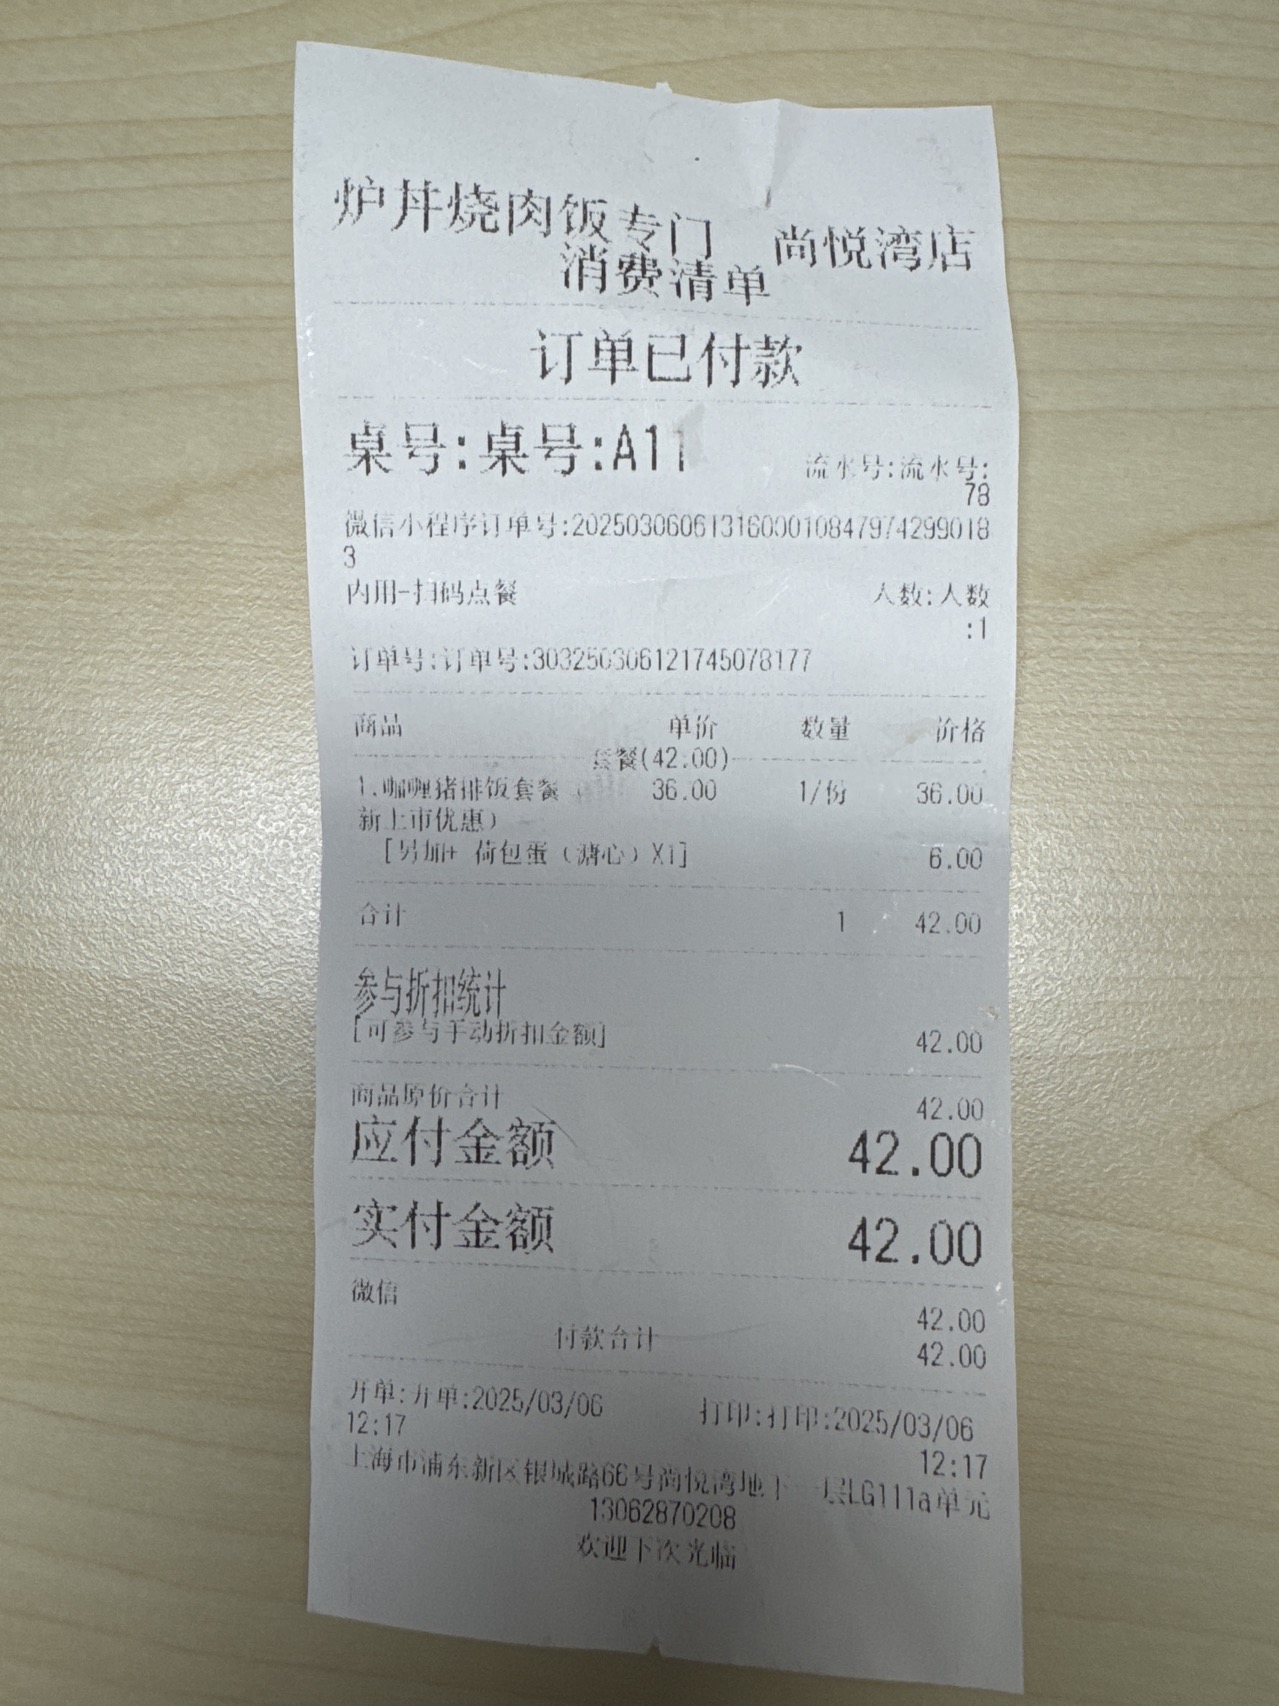 炉丼烧肉饭专门 尚悦湾店
消费清单
订单已付款
桌号:桌号:A11 流水号:流水号:
78
微信小程序订单号:2025030606131600010847974299018
3
内用-扫码点餐 人数:人数
:1
订单号:订单号:303250306121745078177
商品 单价 数量 价格
套餐(42.00)
1.咖喱猪排饭套餐 36.00 1/份 36.00
新上市优惠)
[另加+ 荷包蛋(溏心)X1] 6.00
合计 1 42.00
参与折扣统计
[可参与手动折扣金额] 42.00
商品原价合计 42.00
应付金额 42.00
实付金额 42.00
微信 42.00
付款合计 42.00
开单:开单:2025/03/06 打印:打印:2025/03/06
12:17 12:17
上海市浦东新区银城路66号尚悦湾地下一层LG111a单元
13062870208
欢迎下次光临